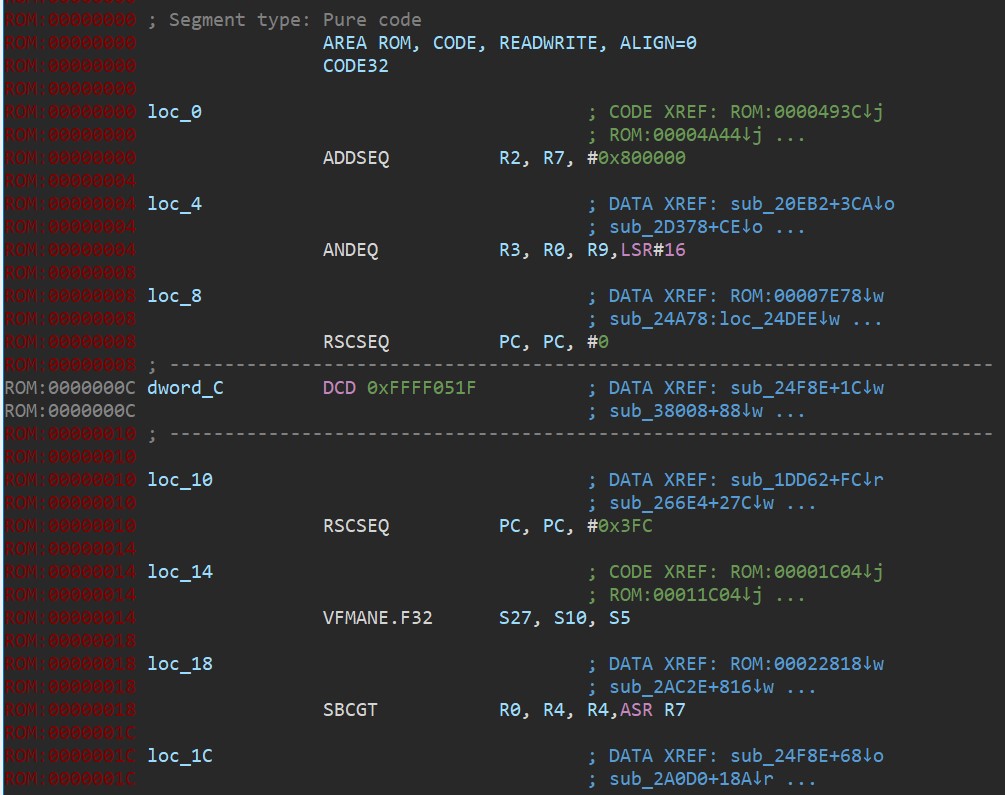 ROM:00000000 ; Segment type: Pure code
ROM:00000000 AREA ROM, CODE, READWRITE, ALIGN=0
ROM:00000000 CODE32
ROM:00000000
ROM:00000000 loc_0 ; CODE XREF: ROM:0000493C↓j
ROM:00000000 ; ROM:00004A44↓j ...
ROM:00000000 ADDSEQ R2, R7, #0x800000
ROM:00000004
ROM:00000004 loc_4 ; DATA XREF: sub_20EB2+3CA↓o
ROM:00000004 ; sub_2D378+CE↓o ...
ROM:00000004 ANDEQ R3, R0, R9,LSR#16
ROM:00000008
ROM:00000008 loc_8 ; DATA XREF: ROM:00007E78↓w
ROM:00000008 ; sub_24A78:loc_24DEE↓w ...
ROM:00000008 RSCSEQ PC, PC, #0
ROM:00000008 ; ---------------------------------------------------------------------------
ROM:0000000C dword_C DCD 0xFFFF051F ; DATA XREF: sub_24F8E+1C↓w
ROM:0000000C ; sub_38008+88↓w ...
ROM:00000010 ; ---------------------------------------------------------------------------
ROM:00000010
ROM:00000010 loc_10 ; DATA XREF: sub_1DD62+FC↓r
ROM:00000010 ; sub_266E4+27C↓w ...
ROM:00000010 RSCSEQ PC, PC, #0x3FC
ROM:00000014
ROM:00000014 loc_14 ; CODE XREF: ROM:00001C04↓j
ROM:00000014 ; ROM:00011C04↓j ...
ROM:00000014 VFMANE.F32 S27, S10, S5
ROM:00000018
ROM:00000018 loc_18 ; DATA XREF: ROM:00022818↓w
ROM:00000018 ; sub_2AC2E+816↓w ...
ROM:00000018 SBCGT R0, R4, R4,ASR R7
ROM:0000001C
ROM:0000001C loc_1C ; DATA XREF: sub_24F8E+68↓o
ROM:0000001C ; sub_2A0D0+18A↓r ...